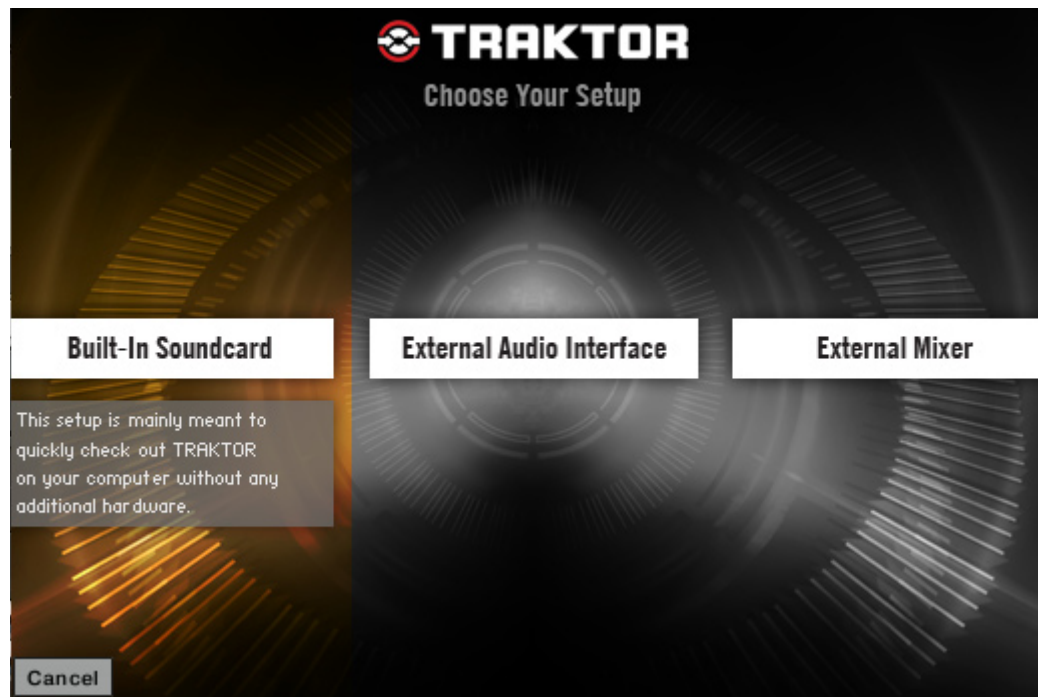 TRAKTOR
Choose Your Setup
Built-In Soundcard
External Audio Interface
External Mixer
This setup is mainly meant to
quickly check out TRAKTOR
on your computer without any
additional hardware.
Cancel